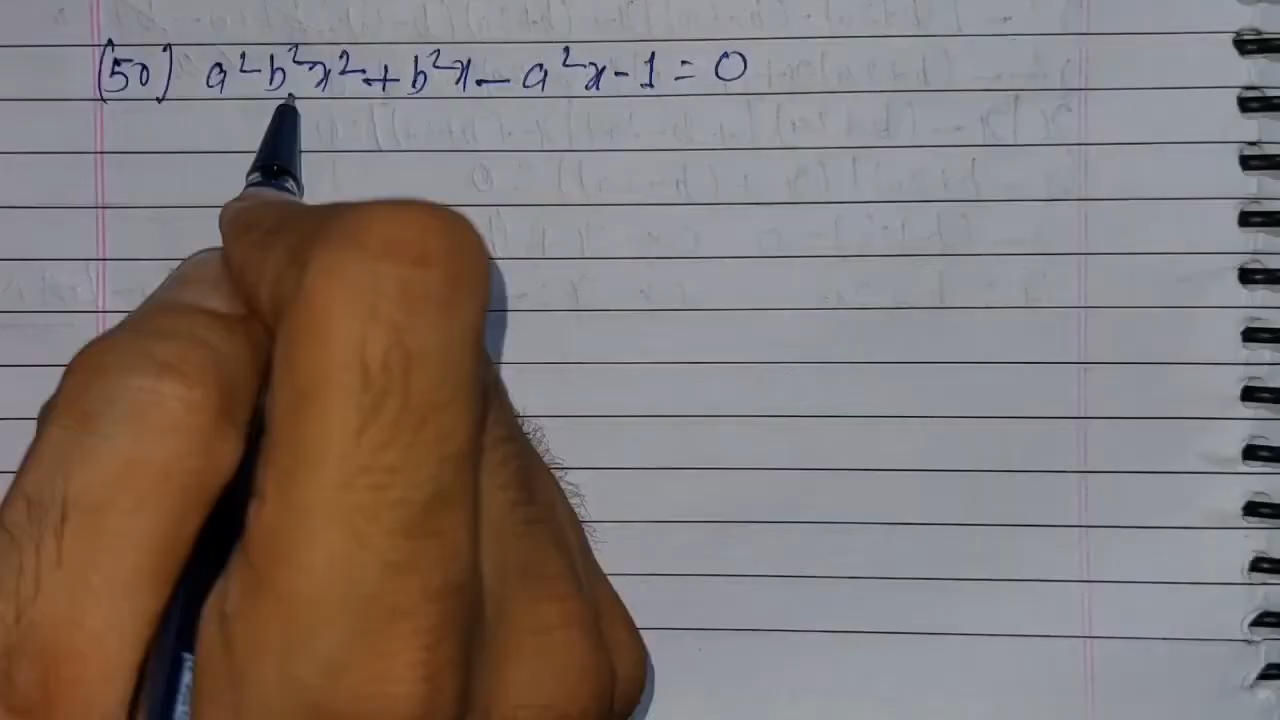 (50) a²b²x² + b²x - a²x - 1 = 0